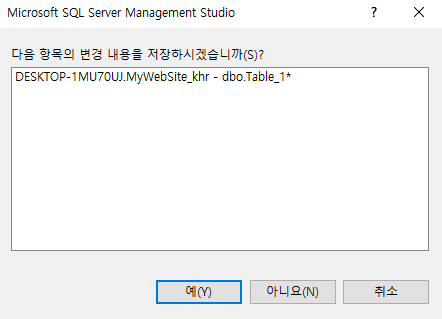 Microsoft SQL Server Management Studio
다음 항목의 변경 내용을 저장하시겠습니까(S)?
DESKTOP-1MU70UJ.MyWebSite_khr - dbo.Table_1*
예(Y)
아니요(N)
취소